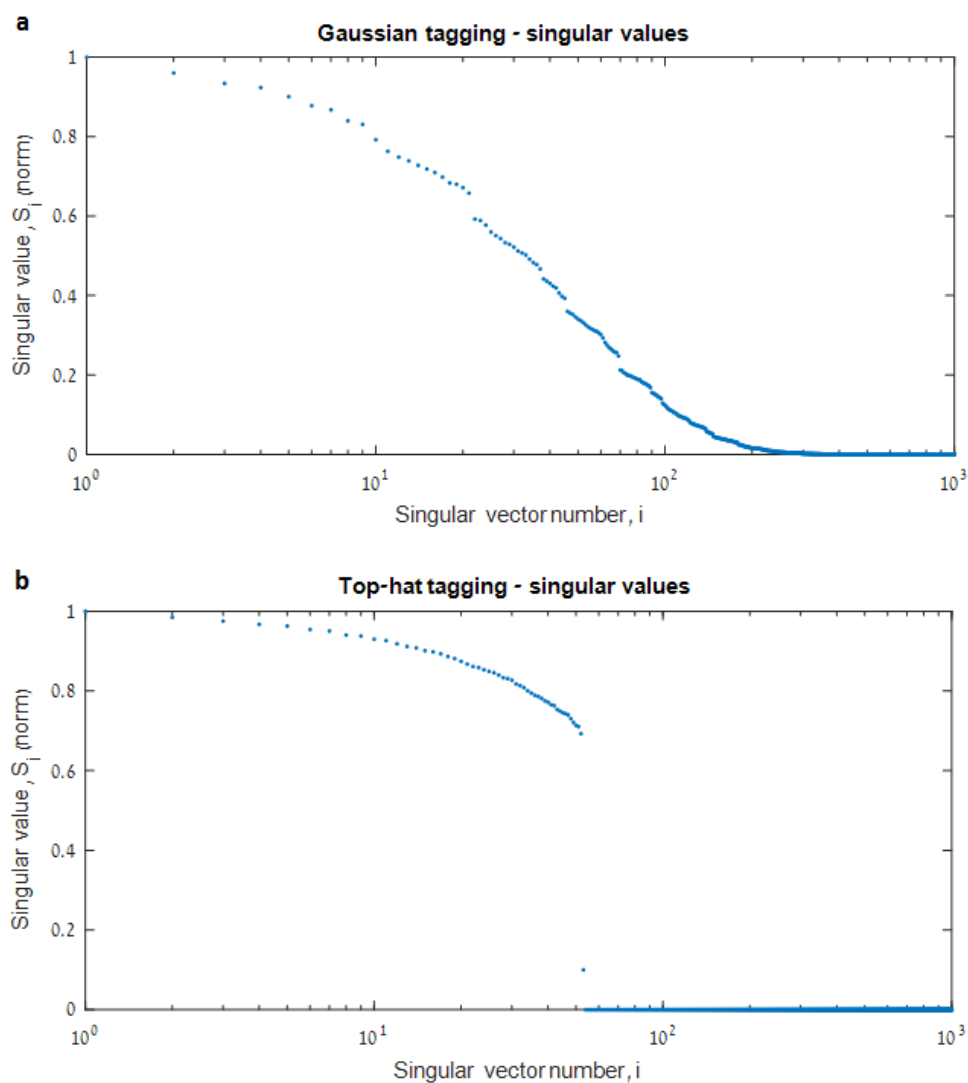 a
Gaussian tagging - singular values
1
0.8
0.6
0.4
0.2
0
10^0 10^1 10^2 10^3
Singular value, S_i (norm)
Singular vector number, i
b
Top-hat tagging - singular values
1
0.8
0.6
0.4
0.2
0
10^0 10^1 10^2 10^3
Singular value, S_i (norm)
Singular vector number, i